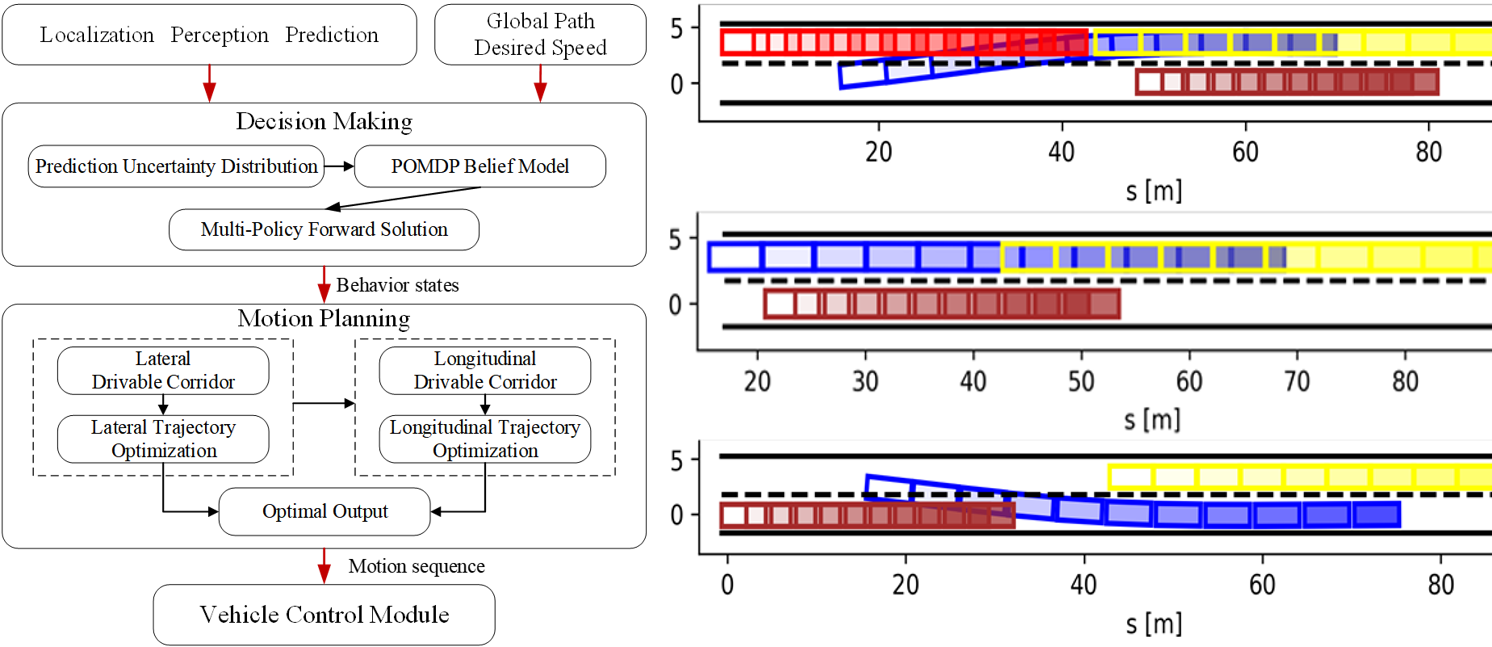 Localization Perception Prediction
Global Path
Desired Speed
Decision Making
Prediction Uncertainty Distribution
POMDP Belief Model
Multi-Policy Forward Solution
Behavior states
Motion Planning
Lateral
Drivable Corridor
Longitudinal
Drivable Corridor
Lateral Trajectory
Optimization
Longitudinal Trajectory
Optimization
Optimal Output
Motion sequence
Vehicle Control Module
5
0
20 40 60 80
s [m]
5
0
20 30 40 50 60 70 80
s [m]
5
0
0 20 40 60 80
s [m]